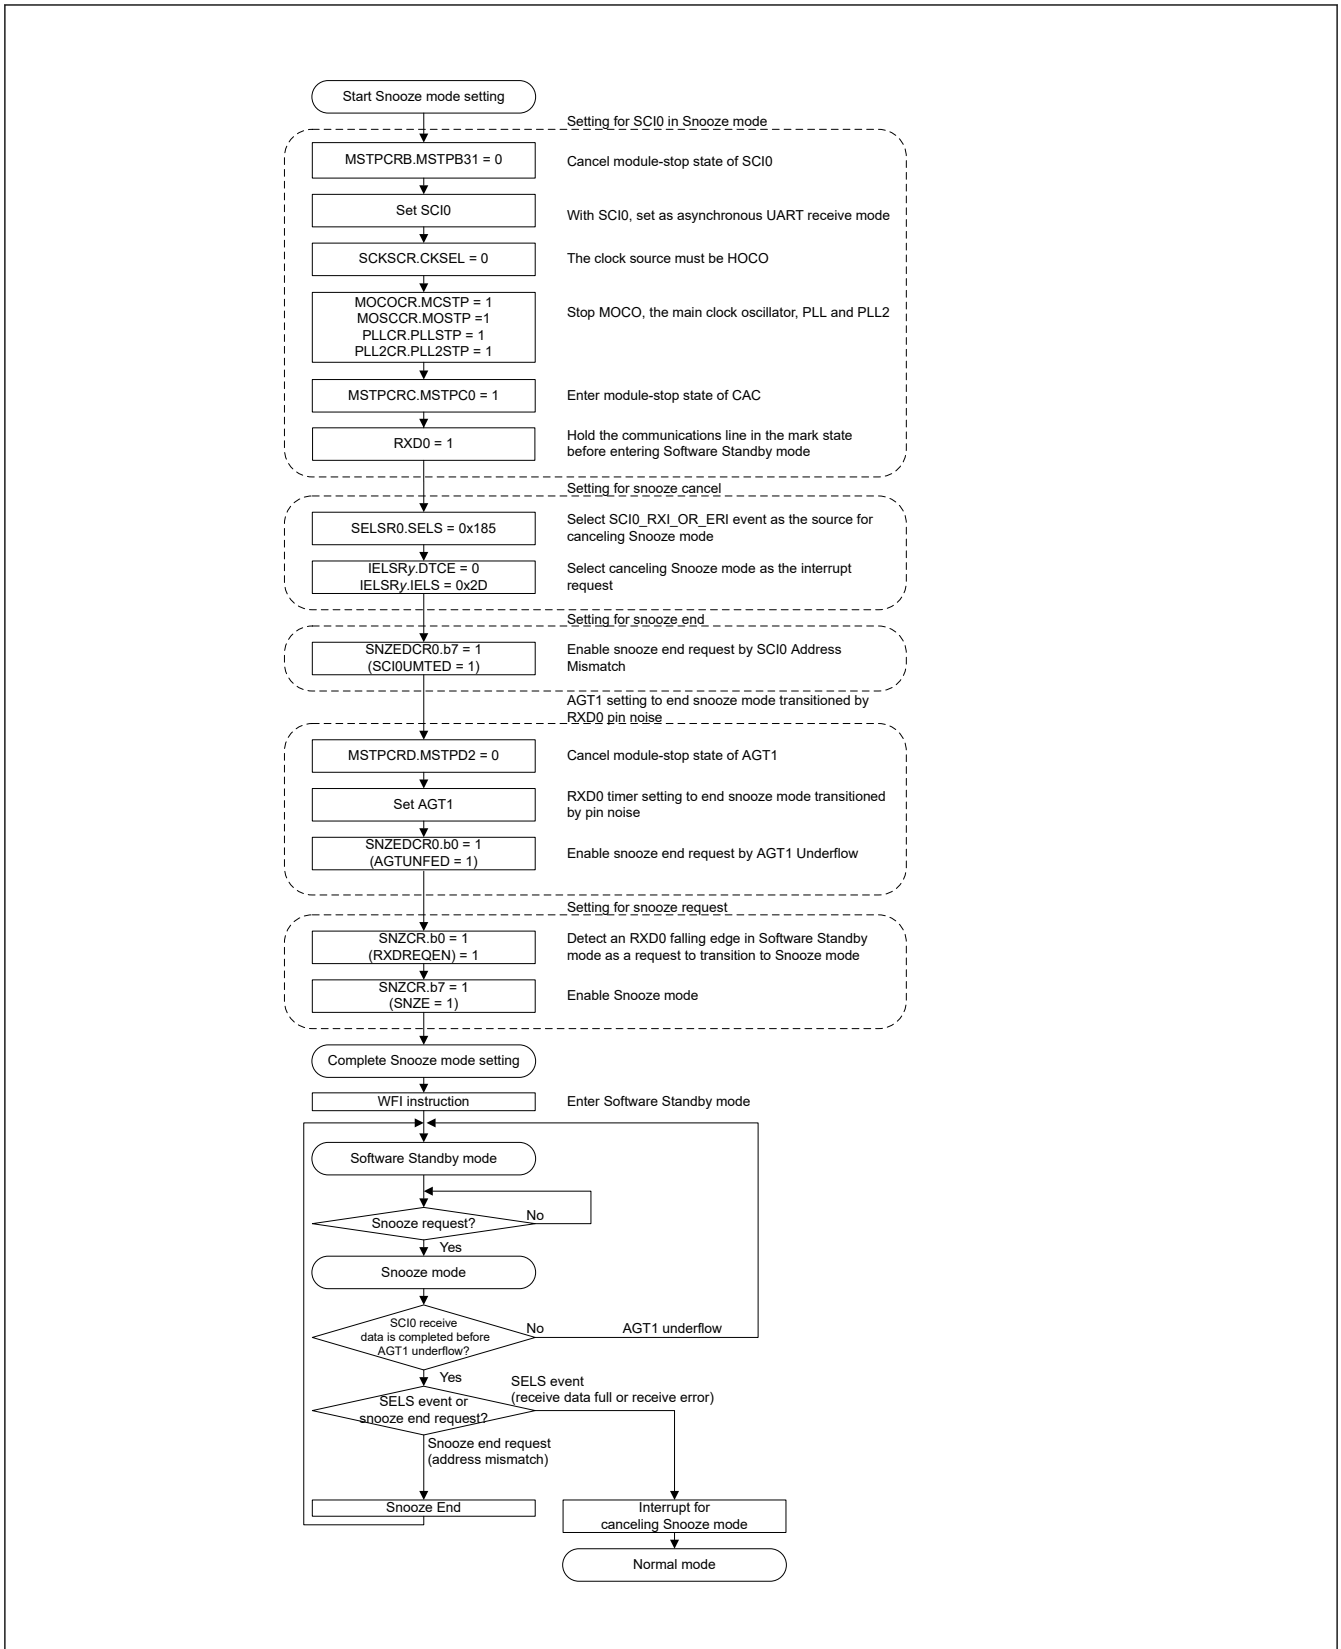 Start Snooze mode setting
Setting for SCI0 in Snooze mode
MSTPCRB.MSTPB31 = 0
Cancel module-stop state of SCI0
Set SCI0
With SCI0, set as asynchronous UART receive mode
SCKSCR.CKSEL = 0
The clock source must be HOCO
MOCOCR.MCSTP = 1
MOSCCR.MOSTP =1
PLLCR.PLLSTP = 1
PLL2CR.PLL2STP = 1
Stop MOCO, the main clock oscillator, PLL and PLL2
MSTPCRC.MSTPC0 = 1
Enter module-stop state of CAC
RXD0 = 1
Hold the communications line in the mark state
before entering Software Standby mode
Setting for snooze cancel
SELSR0.SELS = 0x185
Select SCI0_RXI_OR_ERI event as the source for
canceling Snooze mode
IELSRy.DTCE = 0
IELSRy.IELS = 0x2D
Select canceling Snooze mode as the interrupt
request
Setting for snooze end
SNZEDCR0.b7 = 1
(SCI0UMTED = 1)
Enable snooze end request by SCI0 Address
Mismatch
AGT1 setting to end snooze mode transitioned by
RXD0 pin noise
MSTPCRD.MSTPD2 = 0
Cancel module-stop state of AGT1
Set AGT1
RXD0 timer setting to end snooze mode transitioned
by pin noise
SNZEDCR0.b0 = 1
(AGTUNFED = 1)
Enable snooze end request by AGT1 Underflow
Setting for snooze request
SNZCR.b0 = 1
(RXDREQEN) = 1
Detect an RXD0 falling edge in Software Standby
mode as a request to transition to Snooze mode
SNZCR.b7 = 1
(SNZE = 1)
Enable Snooze mode
Complete Snooze mode setting
WFI instruction
Enter Software Standby mode
Software Standby mode
Snooze request?
No
Yes
Snooze mode
SCI0 receive
data is completed before
AGT1 underflow?
No
AGT1 underflow
Yes
SELS event
(receive data full or receive error)
SELS event or
snooze end request?
Snooze end request
(address mismatch)
Snooze End
Interrupt for
canceling Snooze mode
Normal mode